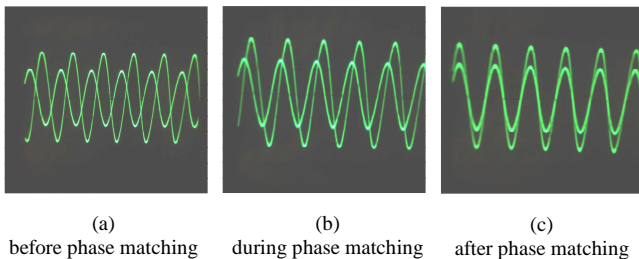 (a)
before phase matching
(b)
during phase matching
(c)
after phase matching